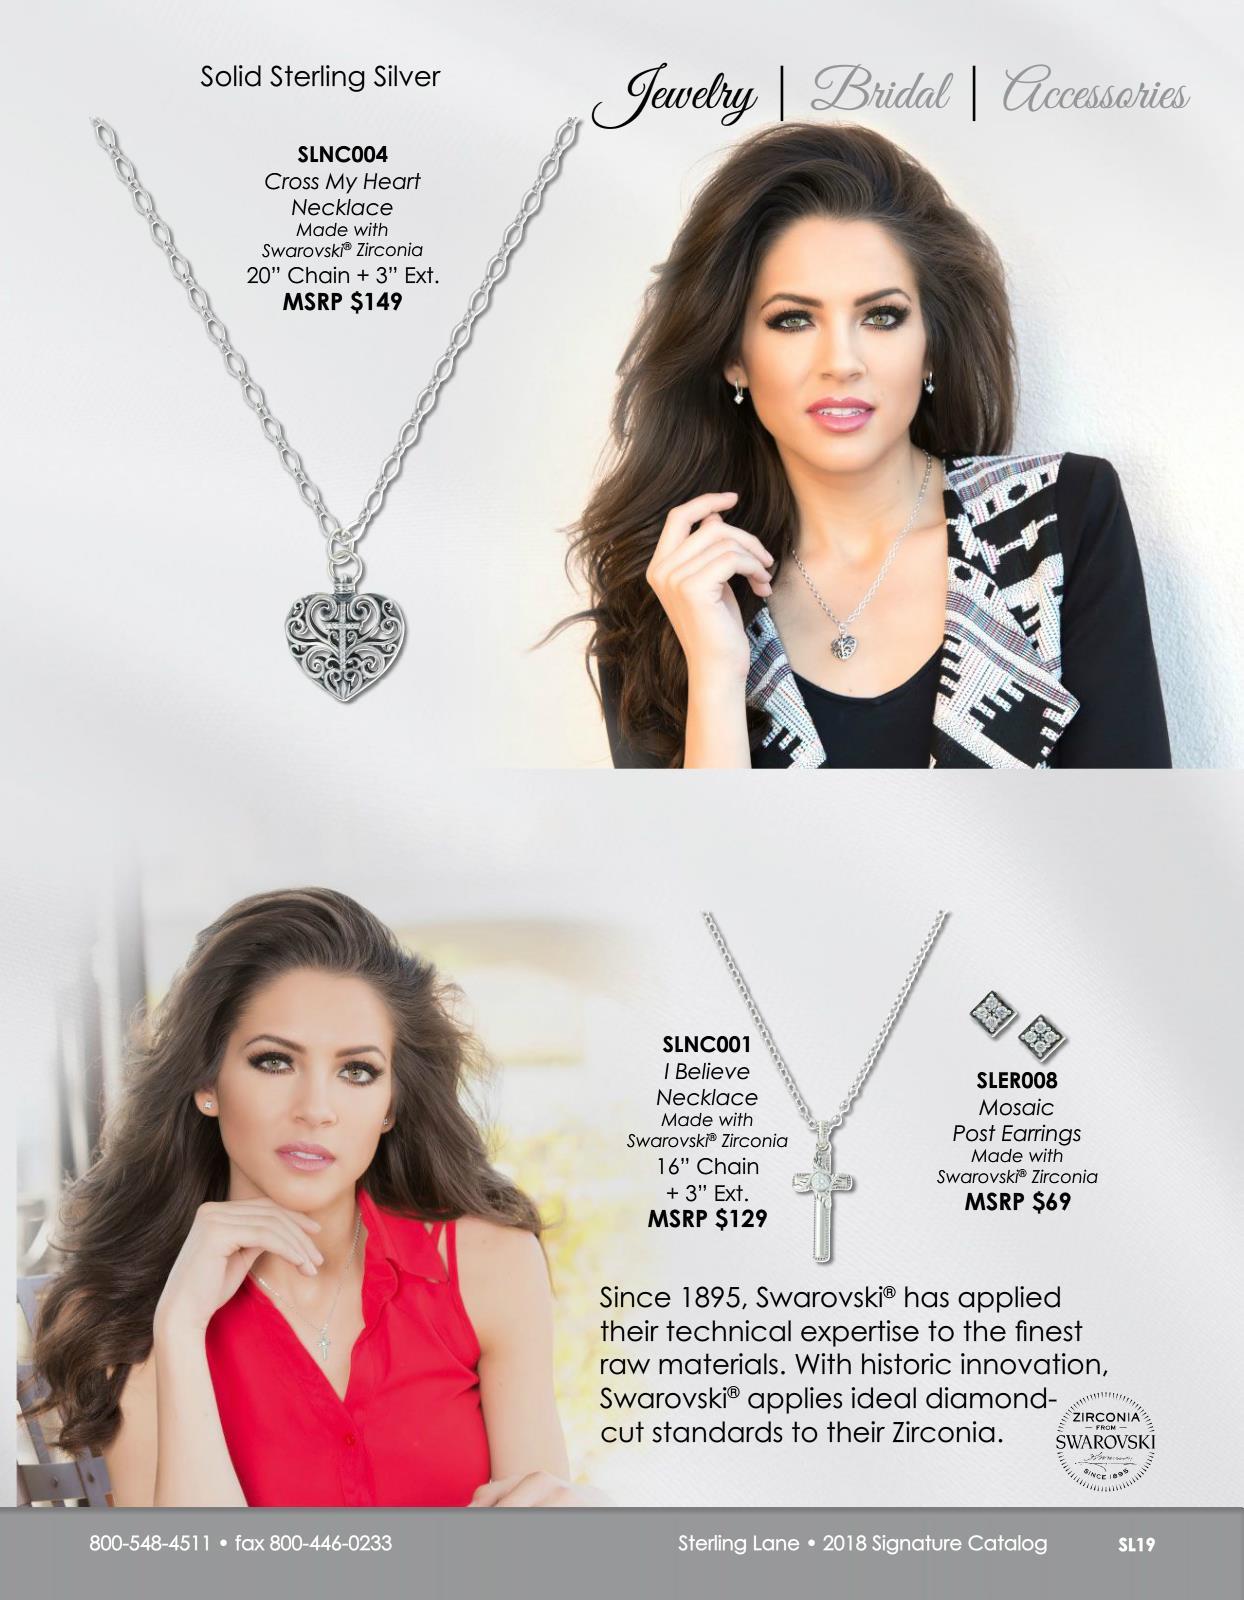 Solid Sterling Silver
Jewelry | Bridal | Accessories
SLNC004
Cross My Heart
Necklace
Made with
Swarovski® Zirconia
20” Chain + 3” Ext.
MSRP $149
SLNC001
I Believe
Necklace
Made with
Swarovski® Zirconia
16” Chain
+ 3” Ext.
MSRP $129
SLER008
Mosaic
Post Earrings
Made with
Swarovski® Zirconia
MSRP $69
Since 1895, Swarovski® has applied
their technical expertise to the finest
raw materials. With historic innovation,
Swarovski® applies ideal diamond-
cut standards to their Zirconia.
ZIRCONIA
FROM
SWAROVSKI
SINCE 1895
800-548-4511 • fax 800-446-0233
Sterling Lane • 2018 Signature Catalog
SL19